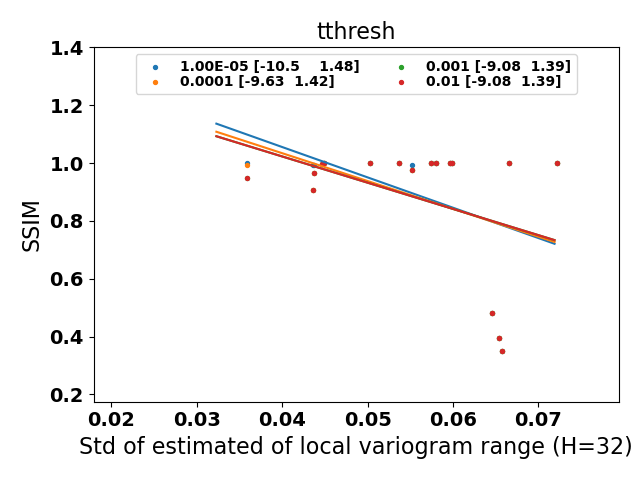 tthresh
1.00E-05 [-10.5    1.48]
0.0001 [-9.63  1.42]
0.001 [-9.08  1.39]
0.01 [-9.08  1.39]
1.4
1.2
1.0
0.8
0.6
0.4
0.2
SSIM
0.02 0.03 0.04 0.05 0.06 0.07
Std of estimated of local variogram range (H=32)